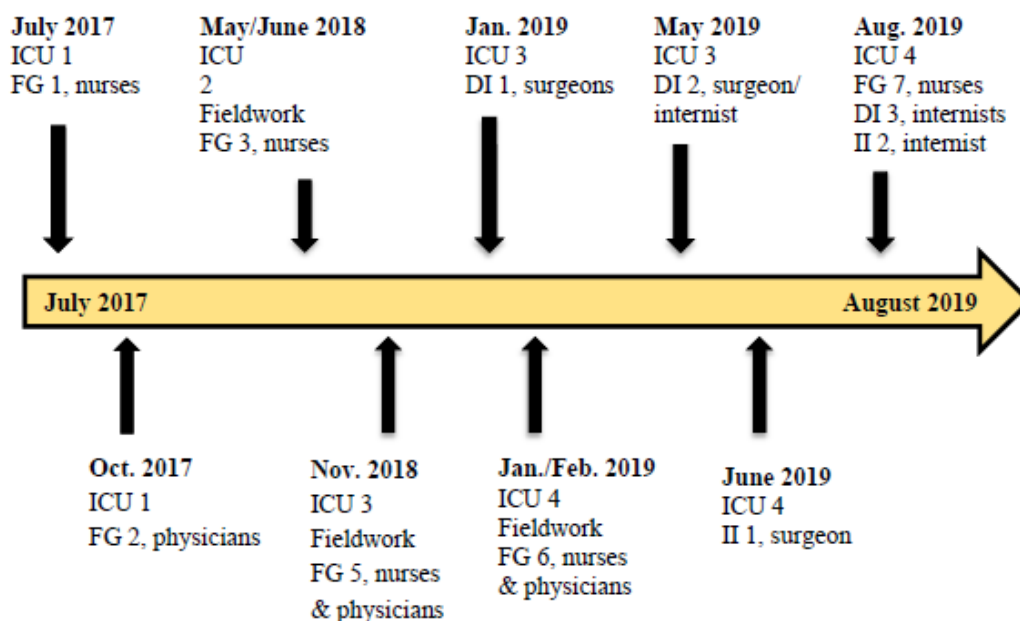 July 2017
ICU 1
FG 1, nurses
May/June 2018
ICU
2
Fieldwork
FG 3, nurses
Jan. 2019
ICU 3
DI 1, surgeons
May 2019
ICU 3
DI 2, surgeon/
internist
Aug. 2019
ICU 4
FG 7, nurses
DI 3, internists
II 2, internist
July 2017
August 2019
Oct. 2017
ICU 1
FG 2, physicians
Nov. 2018
ICU 3
Fieldwork
FG 5, nurses
& physicians
Jan./Feb. 2019
ICU 4
Fieldwork
FG 6, nurses
& physicians
June 2019
ICU 4
II 1, surgeon